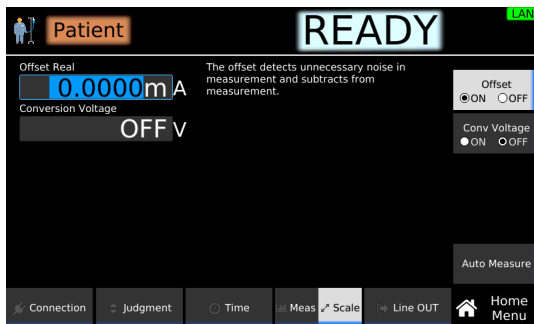 Patient
READY
LAN
Offset Real
0.0000m A
Conversion Voltage
OFF V
The offset detects unnecessary noise in
measurement and subtracts from
measurement.
Offset
ON OFF
Conv Voltage
ON OFF
Auto Measure
Connection
Judgment
Time
Meas
Scale
Line OUT
Home
Menu